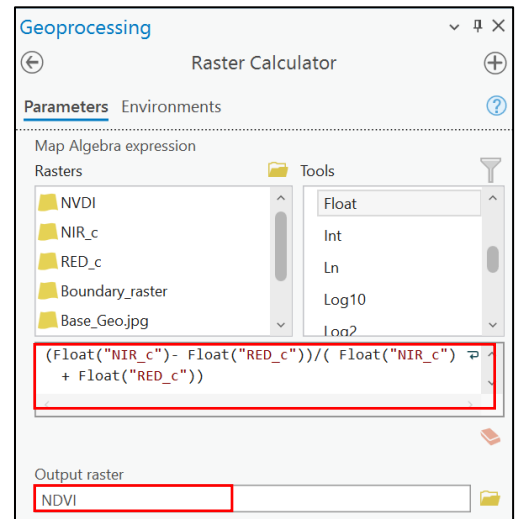 Geoprocessing
Raster Calculator
Parameters Environments
Map Algebra expression
Rasters
Tools
NVDI
NIR_c
RED_c
Boundary_raster
Base_Geo.jpg
Float
Int
Ln
Log10
Log2
(Float("NIR_c")- Float("RED_c"))/( Float("NIR_c")
+ Float("RED_c"))
Output raster
NDVI